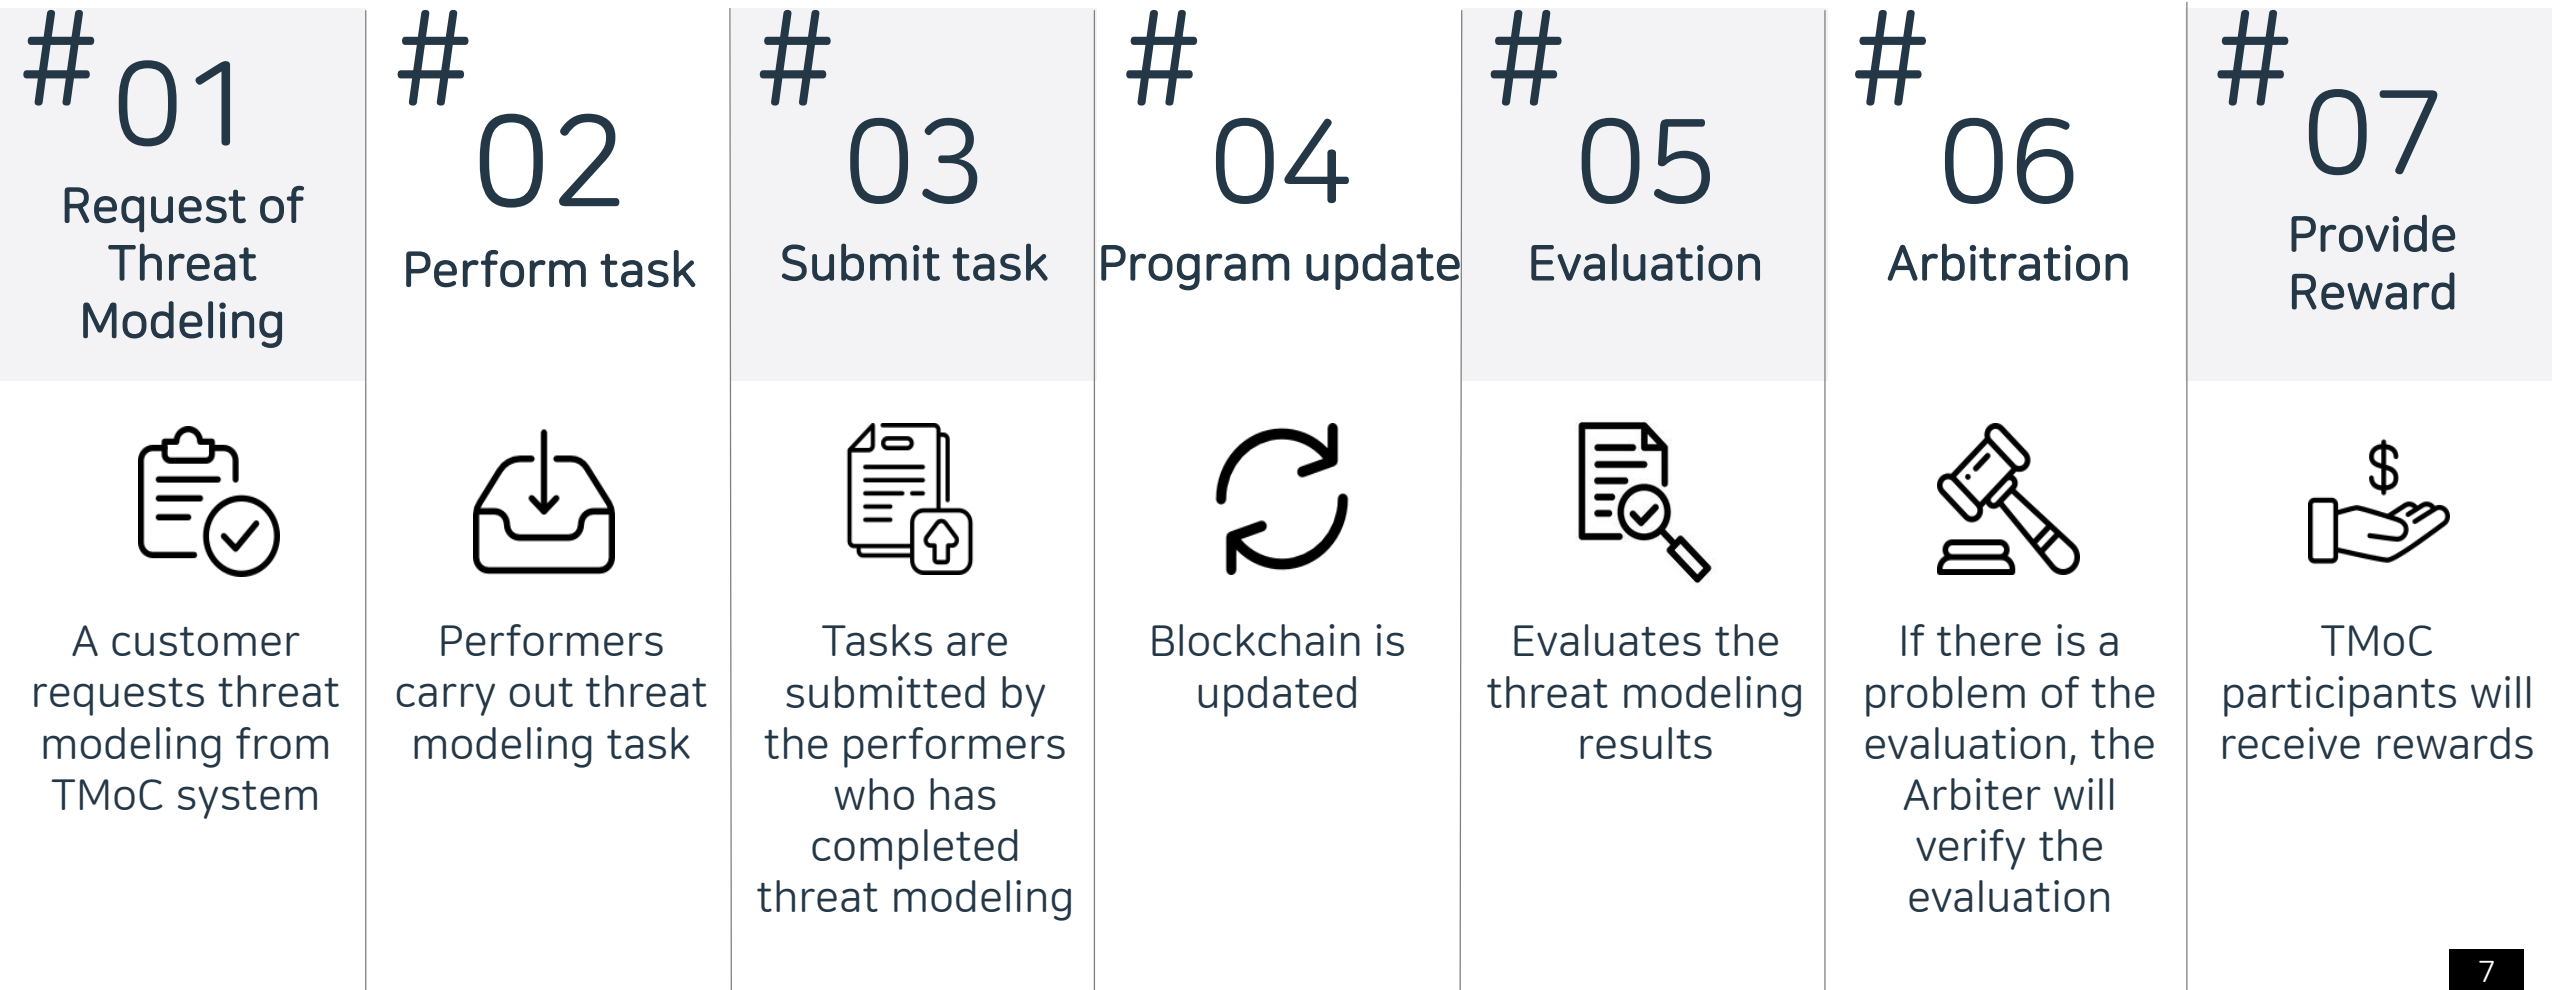 #
01
Request of
Threat
Modeling
A customer
requests threat
modeling from
TMoC system
#
02
Perform task
Performers
carry out threat
modeling task
#
03
Submit task
Tasks are
submitted by
the performers
who has
completed
threat modeling
#
04
Program update
Blockchain is
updated
#
05
Evaluation
Evaluates the
threat modeling
results
#
06
Arbitration
If there is a
problem of the
evaluation, the
Arbiter will
verify the
evaluation
#
07
Provide
Reward
$
TMoC
participants will
receive rewards
7